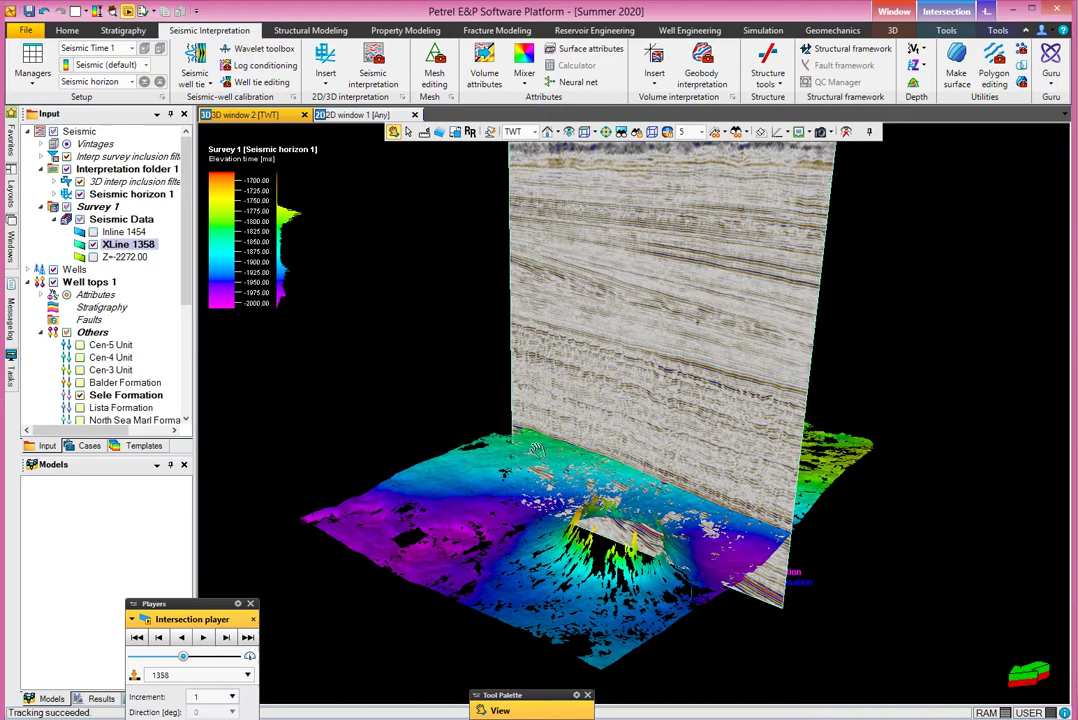 Petrel E&P Software Platform - [Summer 2020]
Window
Intersection
File
Home
Stratigraphy
Seismic Interpretation
Structural Modeling
Property Modeling
Fracture Modeling
Reservoir Engineering
Well Engineering
Simulation
Geomechanics
3D
Tools
Tools
Managers
Seismic Time 1
Seismic (default)
Seismic horizon
Setup
Seismic well tie
Wavelet toolbox
Log conditioning
Well tie editing
Seismic-well calibration
Insert
Seismic interpretation
2D/3D interpretation
Mesh editing
Mesh
Volume attributes
Mixer
Surface attributes
Calculator
Neural net
Attributes
Insert
Geobody interpretation
Volume interpretation
Structure tools
Structure
Structural framework
Fault framework
QC Manager
Structural framework
Depth
Make surface
Polygon editing
Utilities
Guru
Guru
Favorites
Layouts
Windows
Message log
Tasks
Input
Seismic
Vintages
Interp survey inclusion filt
Interpretation folder 1
3D interp inclusion filte
Seismic horizon 1
Survey 1
Seismic Data
Inline 1454
XLine 1358
Z=-2272.00
Wells
Well tops 1
Attributes
Stratigraphy
Faults
Others
Cen-5 Unit
Cen-4 Unit
Cen-3 Unit
Balder Formation
Sele Formation
Lista Formation
North Sea Marl Forma
Input
Cases
Templates
Models
Models
Results
3D 3D window 2 [TWT]
2D 2D window 1 [Any]
TWT
5
Survey 1 [Seismic horizon 1]
Elevation time [ms]
-1700.00
-1725.00
-1750.00
-1775.00
-1800.00
-1825.00
-1850.00
-1875.00
-1900.00
-1925.00
-1950.00
-1975.00
-2000.00
Players
Intersection player
1358
Increment:
1
Direction [deg]:
0
Tool Palette
View
Tracking succeeded.
RAM
USER